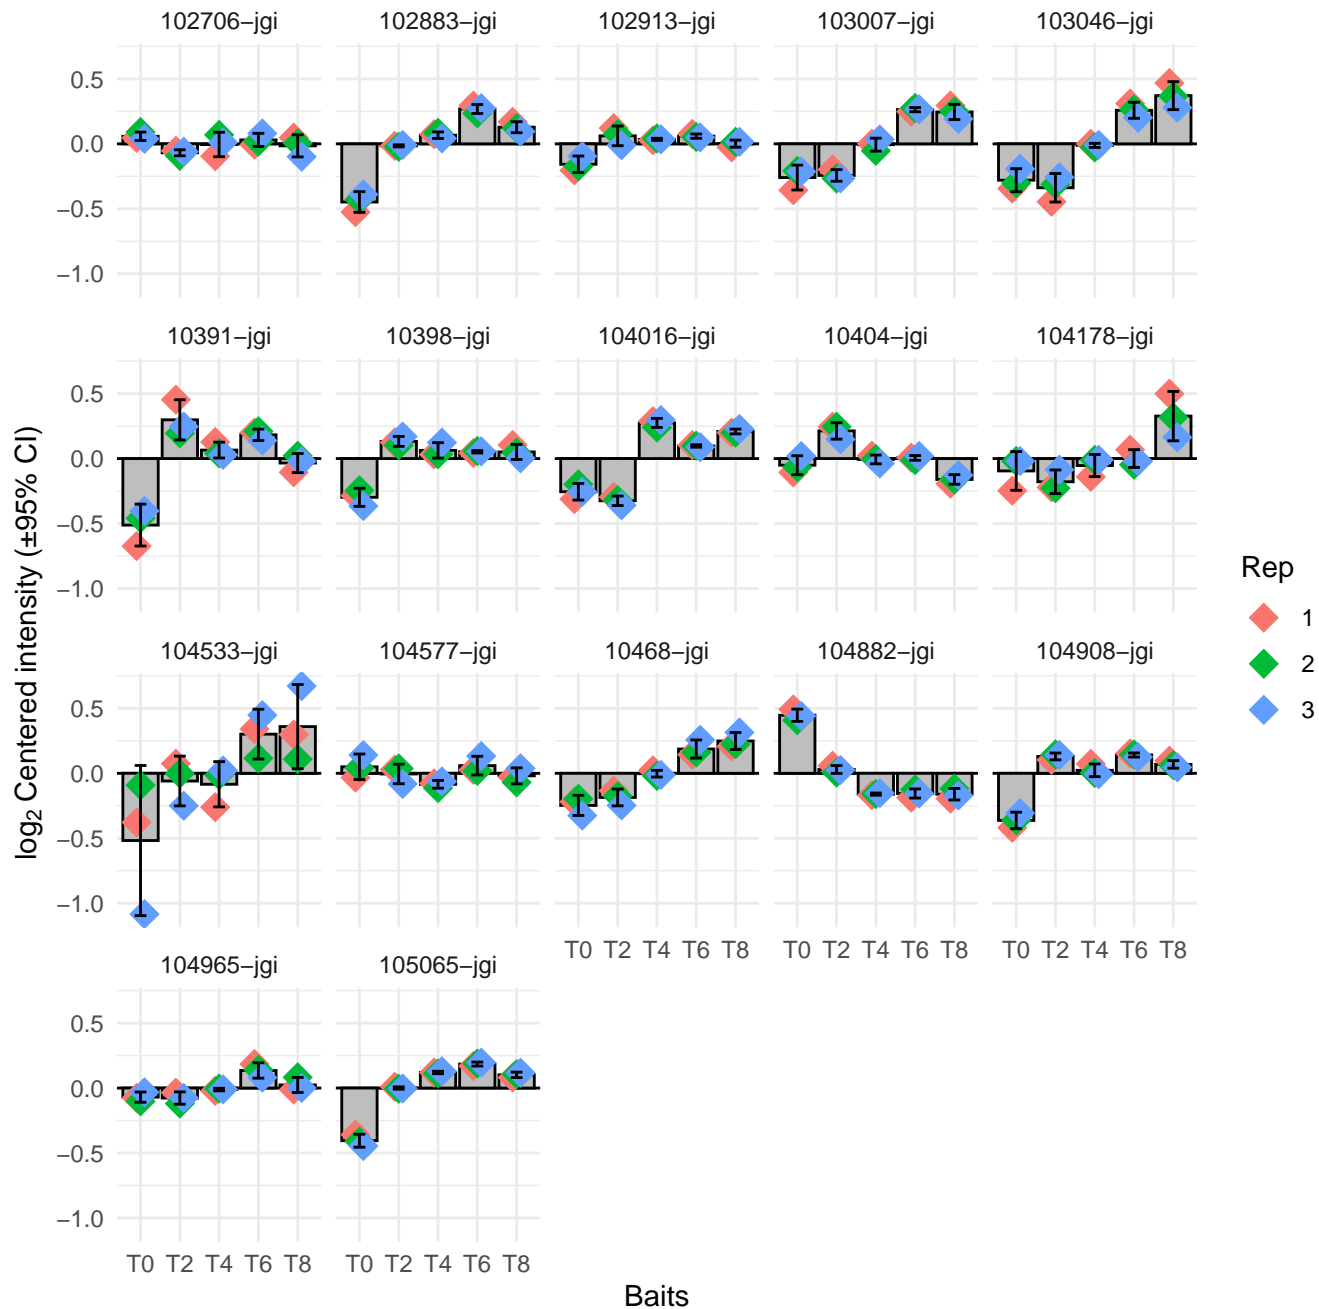 102706−jgi 102883−jgi 102913−jgi 103007−jgi 103046−jgi
0.5
0.0
−0.5
−1.0
10391−jgi 10398−jgi 104016−jgi 10404−jgi 104178−jgi
0.5
0.0
−0.5
−1.0
104533−jgi 104577−jgi 10468−jgi 104882−jgi 104908−jgi
0.5
0.0
−0.5
−1.0
T0 T2 T4 T6 T8 T0 T2 T4 T6 T8 T0 T2 T4 T6 T8
104965−jgi 105065−jgi
0.5
0.0
−0.5
−1.0
T0 T2 T4 T6 T8 T0 T2 T4 T6 T8
Baits
log₂ Centered intensity (±95% CI)
Rep
1
2
3